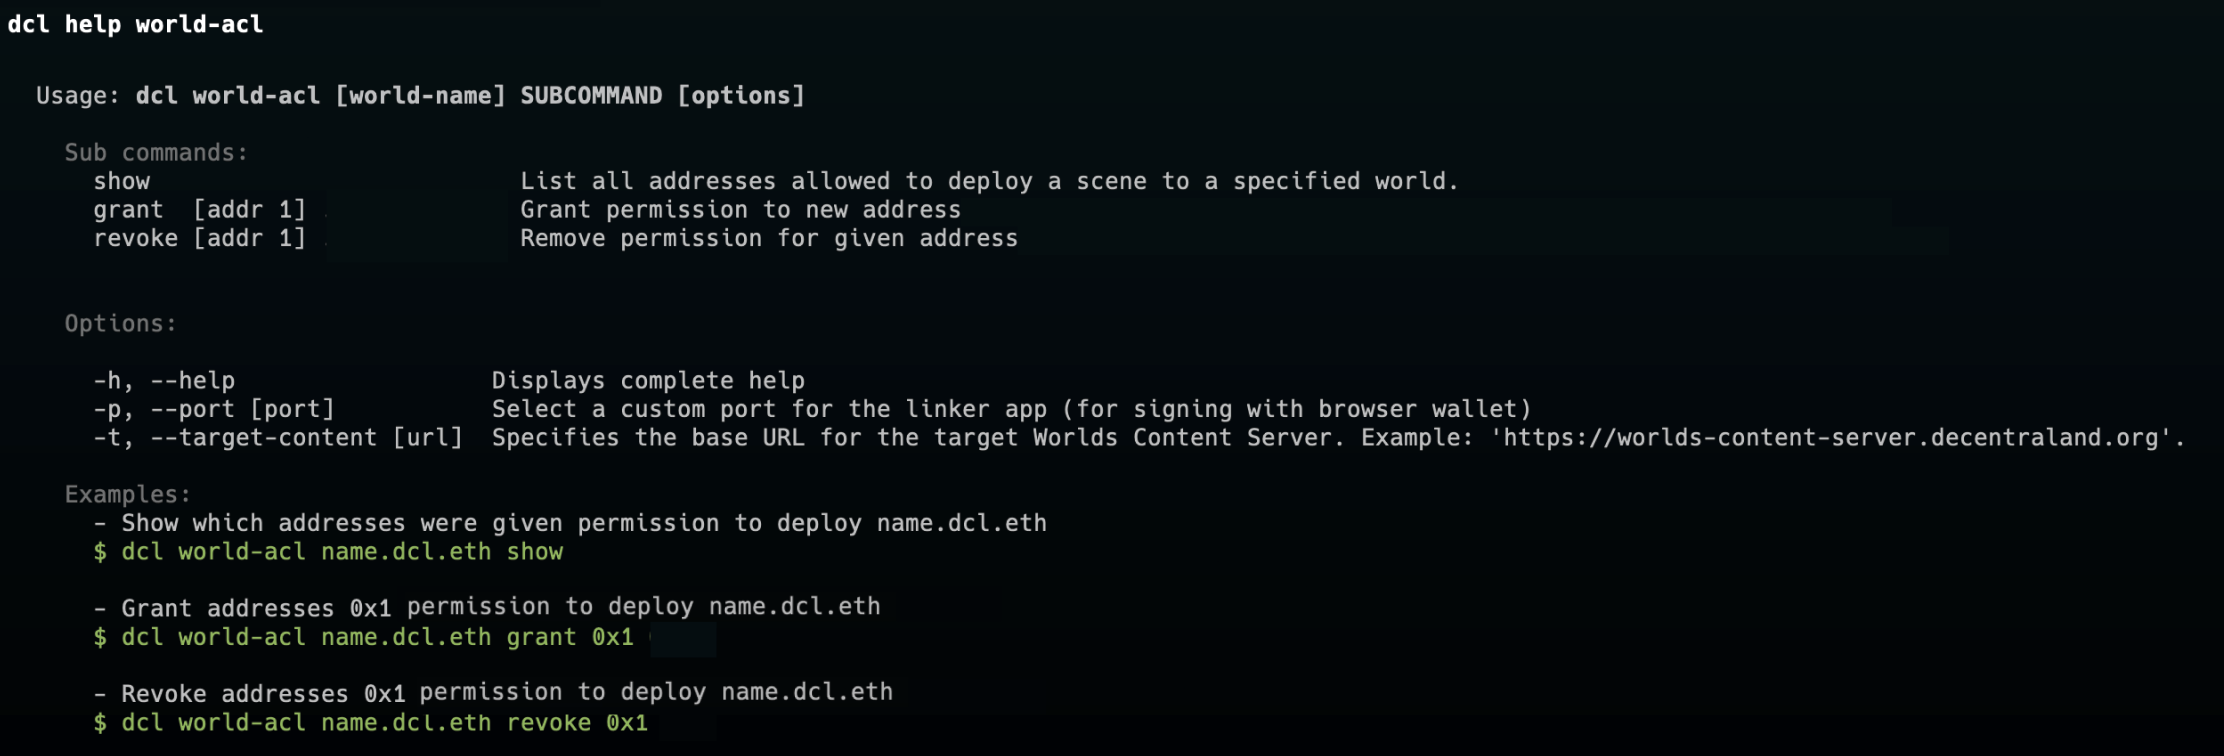 dcl help world-acl
Usage: dcl world-acl [world-name] SUBCOMMAND [options]
Sub commands:
show List all addresses allowed to deploy a scene to a specified world.
grant [addr 1] Grant permission to new address
revoke [addr 1] Remove permission for given address
Options:
-h, --help Displays complete help
-p, --port [port] Select a custom port for the linker app (for signing with browser wallet)
-t, --target-content [url] Specifies the base URL for the target Worlds Content Server. Example: 'https://worlds-content-server.decentraland.org'.
Examples:
- Show which addresses were given permission to deploy name.dcl.eth
$ dcl world-acl name.dcl.eth show
- Grant addresses 0x1 permission to deploy name.dcl.eth
$ dcl world-acl name.dcl.eth grant 0x1
- Revoke addresses 0x1 permission to deploy name.dcl.eth
$ dcl world-acl name.dcl.eth revoke 0x1